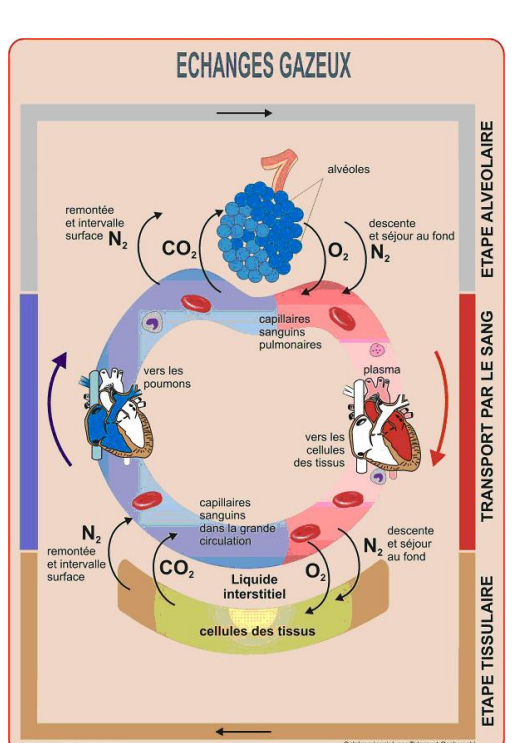 ECHANGES GAZEUX
ETAPE ALVEOLAIRE
alvéoles
remontée
et intervalle
surface N₂
CO₂
O₂
N₂
descente
et séjour au fond
capillaires
sanguins
pulmonaires
TRANSPORT PAR LE SANG
plasma
vers les
poumons
vers les
cellules
des tissus
capillaires
sanguins
dans la grande
circulation
N₂
remontée
et intervalle
surface
CO₂
Liquide
interstitiel
O₂
N₂
descente
et séjour
au fond
cellules des tissus
ETAPE TISSULAIRE